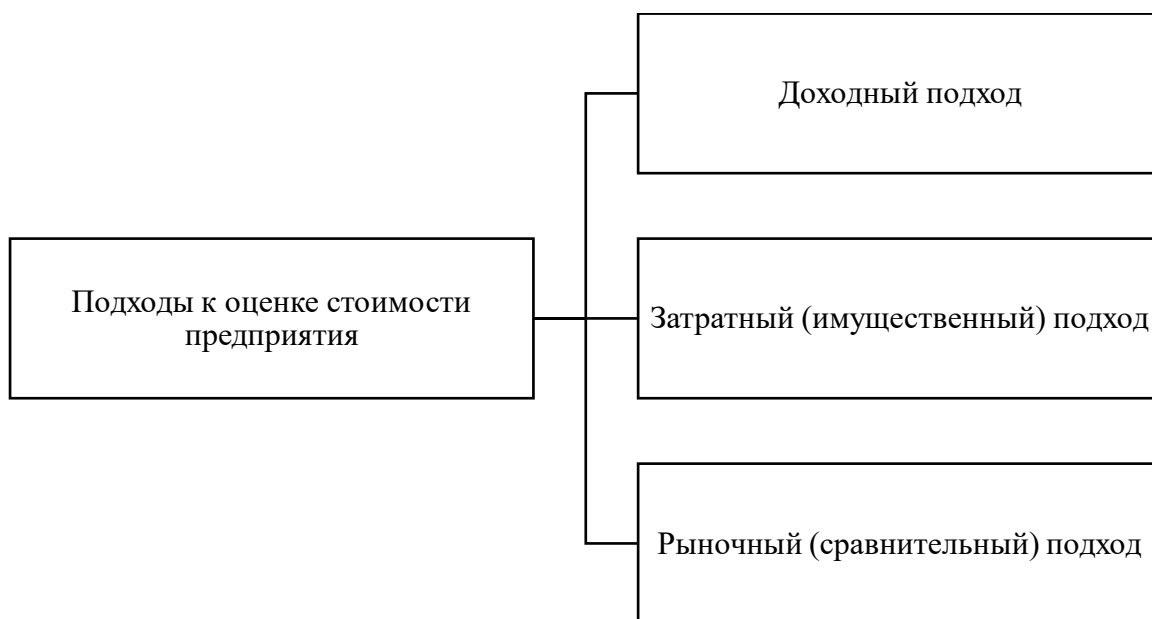 Доходный подход
Подходы к оценке стоимости
предприятия
Затратный (имущественный) подход
Рыночный (сравнительный) подход